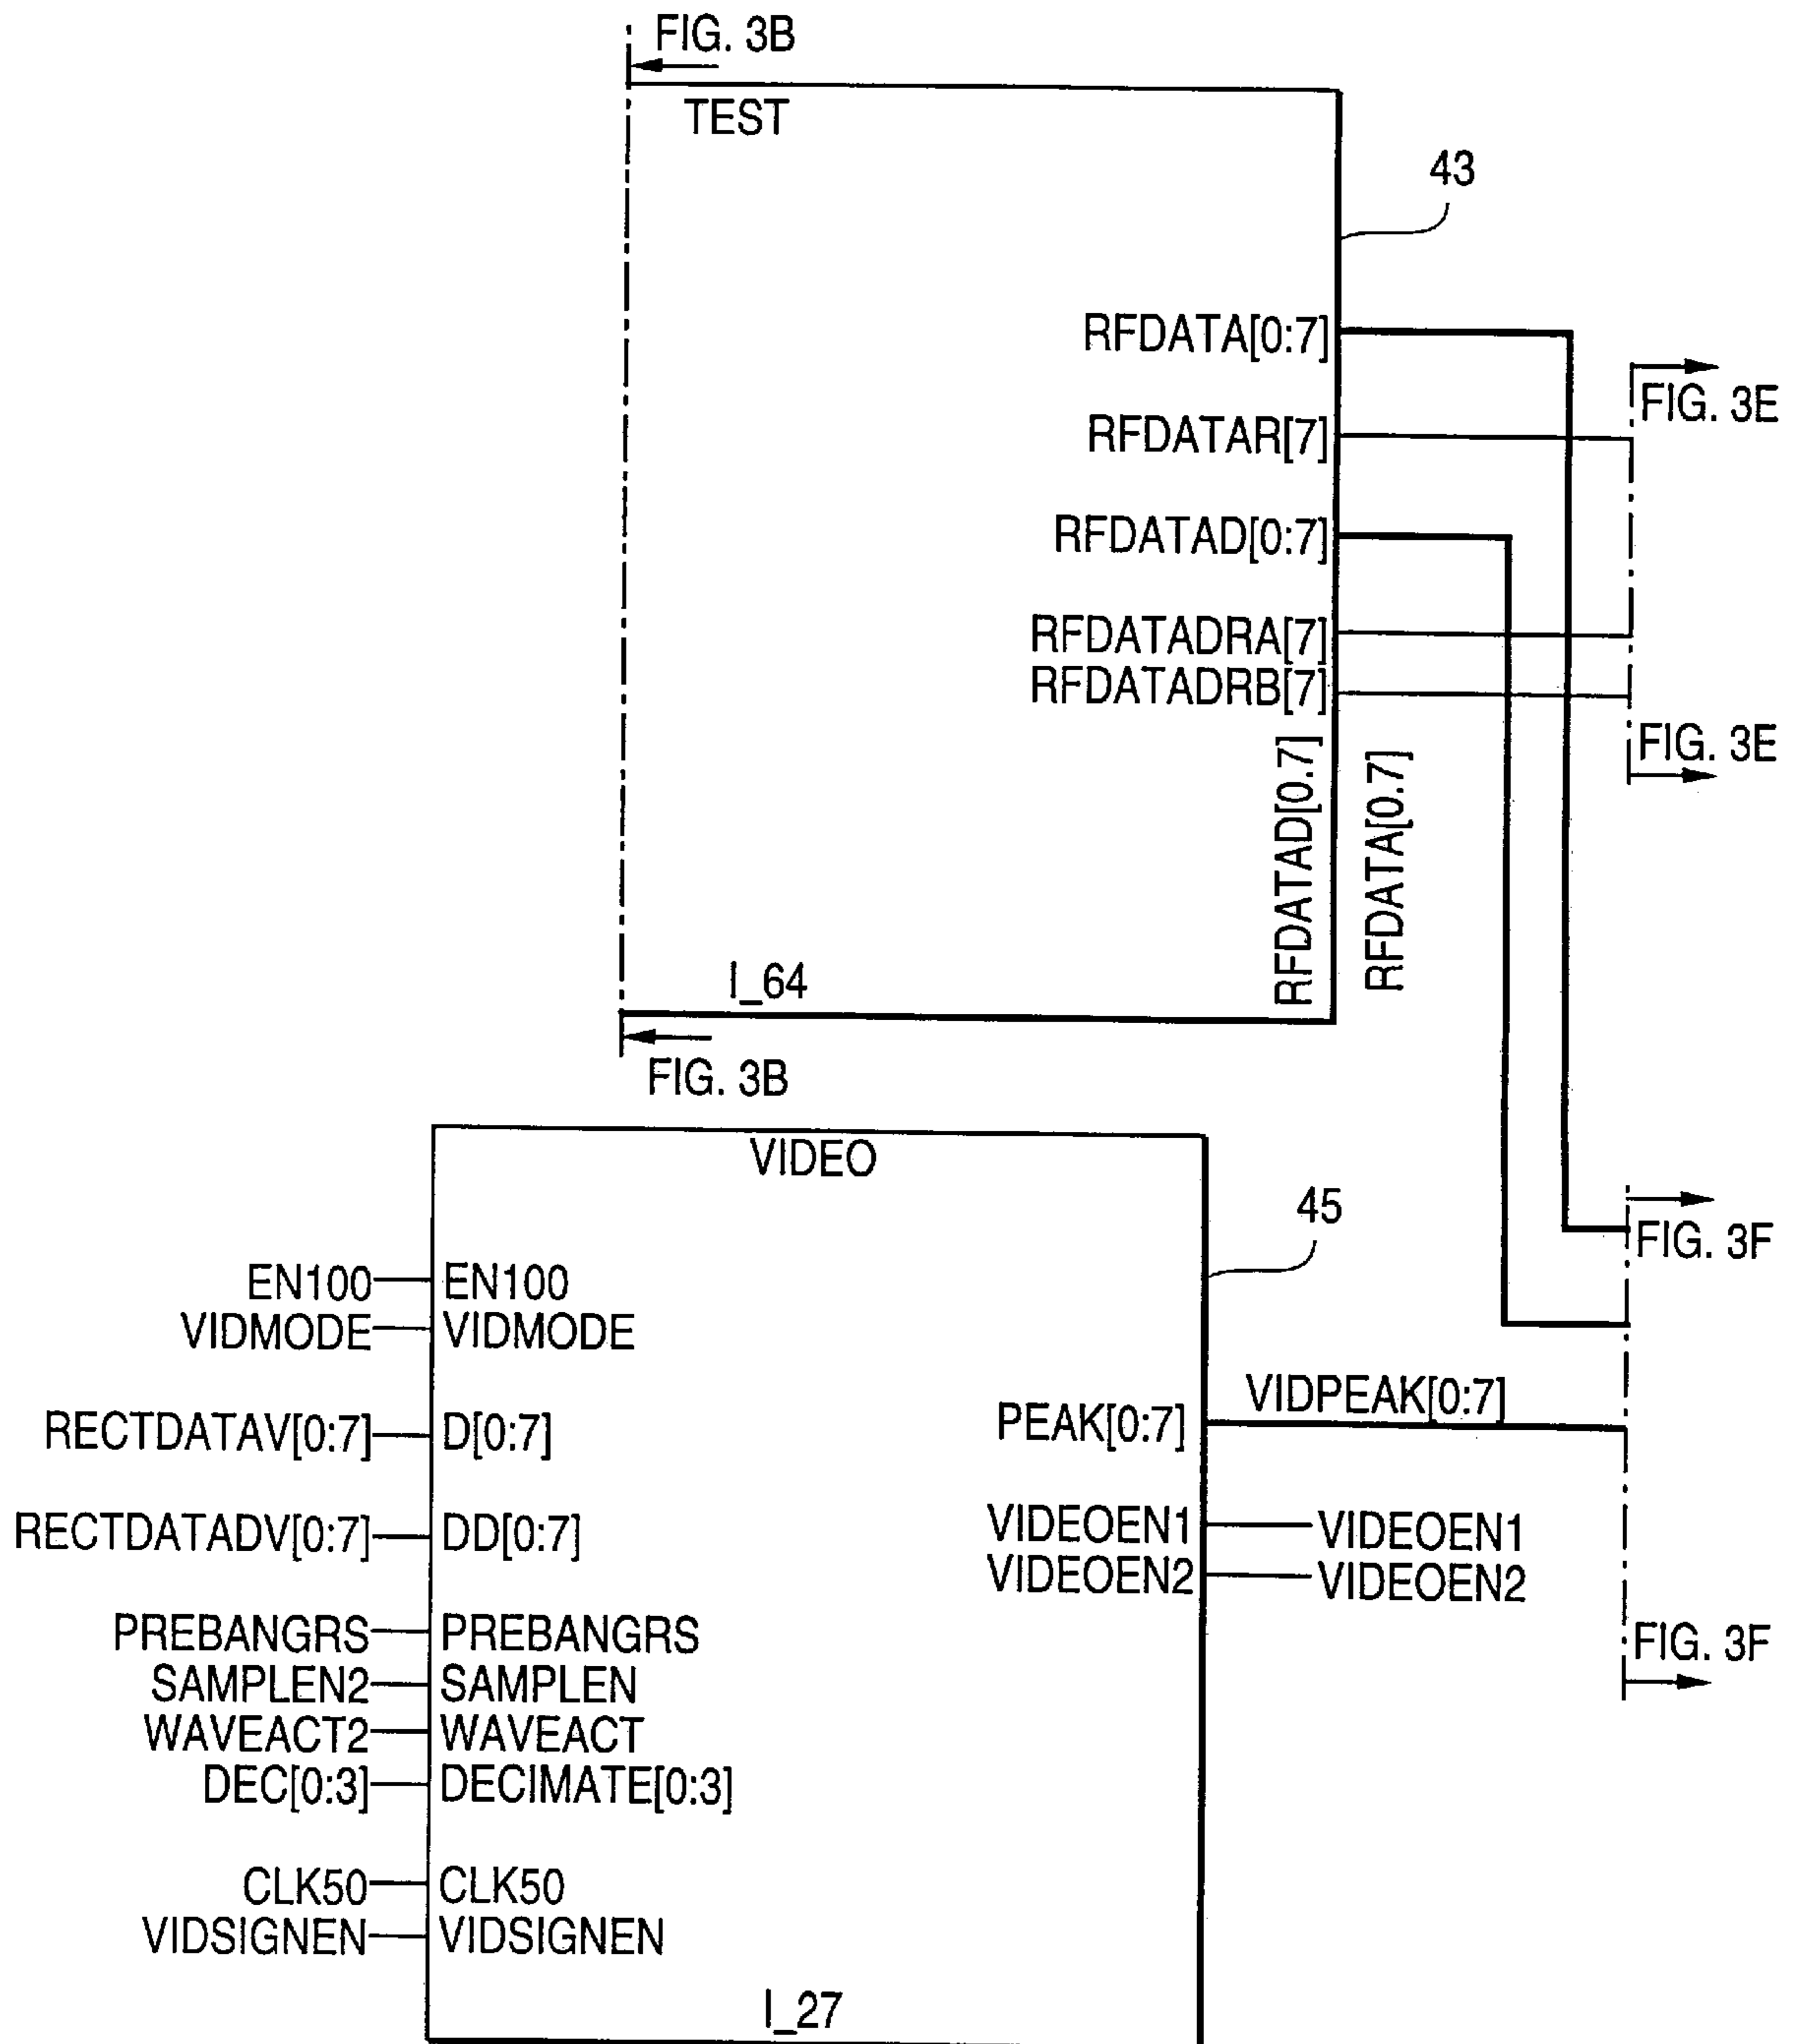 FIG. 3B
TEST
43
RFDATA[0:7]
FIG. 3E
RFDATAR[7]
RFDATAD[0:7]
RFDATADRA[7]
RFDATADRB[7]
FIG. 3E
RFDATAD[0.7]
RFDATA[0.7]
I_64
FIG. 3B
VIDEO
45
FIG. 3F
EN100 EN100
VIDMODE VIDMODE
VIDPEAK[0:7]
RECTDATAV[0:7] D[0:7] PEAK[0:7]
RECTDATADV[0:7] DD[0:7] VIDEOEN1 VIDEOEN1
VIDEOEN2 VIDEOEN2
PREBANGRS PREBANGRS
FIG. 3F
SAMPLEN2 SAMPLEN
WAVEACT2 WAVEACT
DEC[0:3] DECIMATE[0:3]
CLK50 CLK50
VIDSIGNEN VIDSIGNEN
I_27